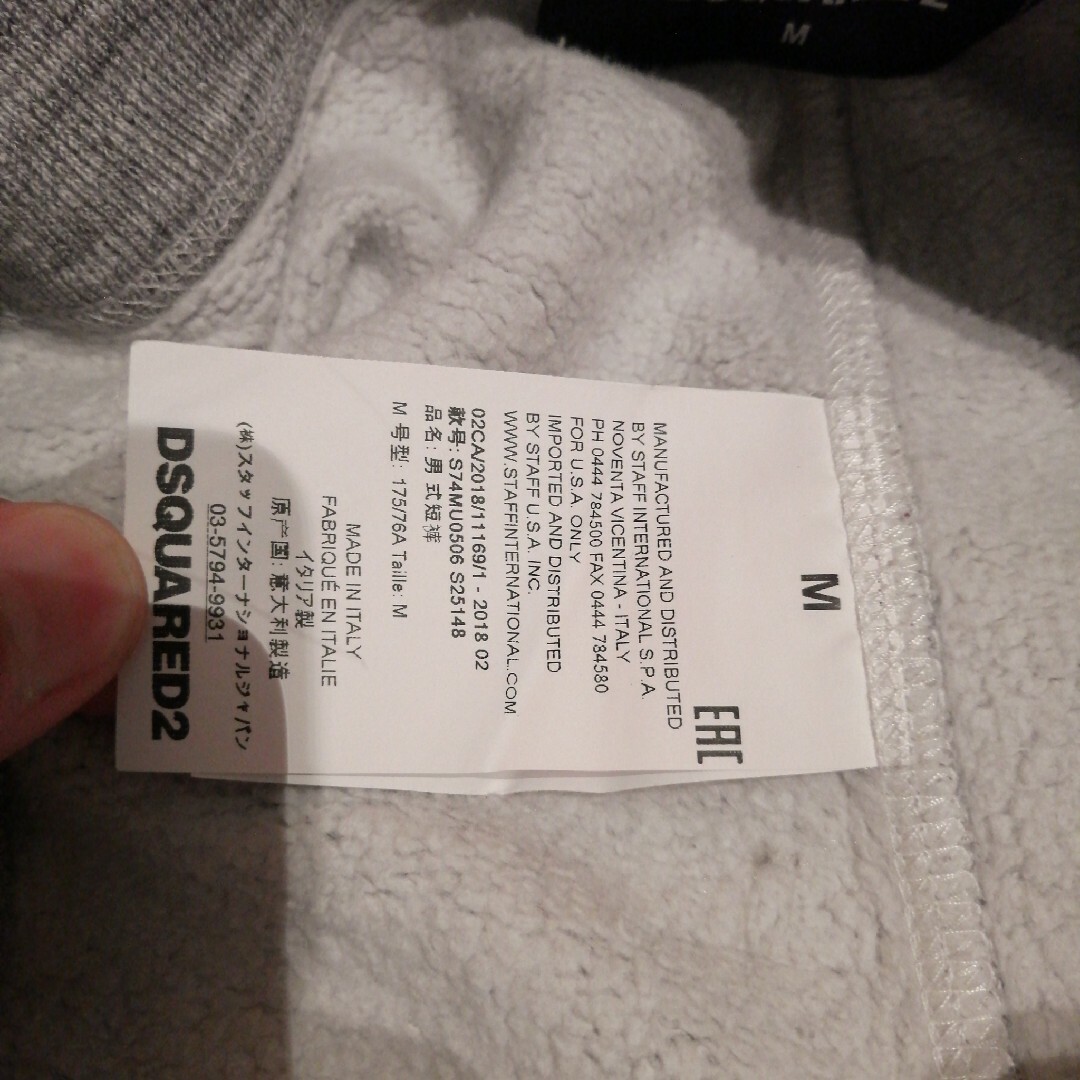 M
M
EAC
MANUFACTURED AND DISTRIBUTED
BY STAFF INTERNATIONAL S.P.A.
NOVENTA VICENTINA - ITALY
PH 0444 784500 FAX 0444 784580
FOR U.S.A. ONLY
IMPORTED AND DISTRIBUTED
BY STAFF U.S.A. INC.
WWW.STAFFINTERNATIONAL.COM
02CA/2018/11169/1 - 2018 02
款号: S74MU0506 S25148
品名: 男式短裤
M 号型: 175/76A Taille: M
MADE IN ITALY
FABRIQUÉ EN ITALIE
イタリア製
原产国: 意大利製造
(株)スタッフインターナショナルジャパン
03-5794-9931
DSQUARED2